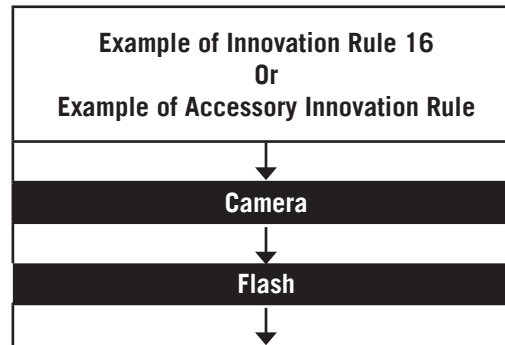 Example of Innovation Rule 16
Or
Example of Accessory Innovation Rule
Camera
Flash